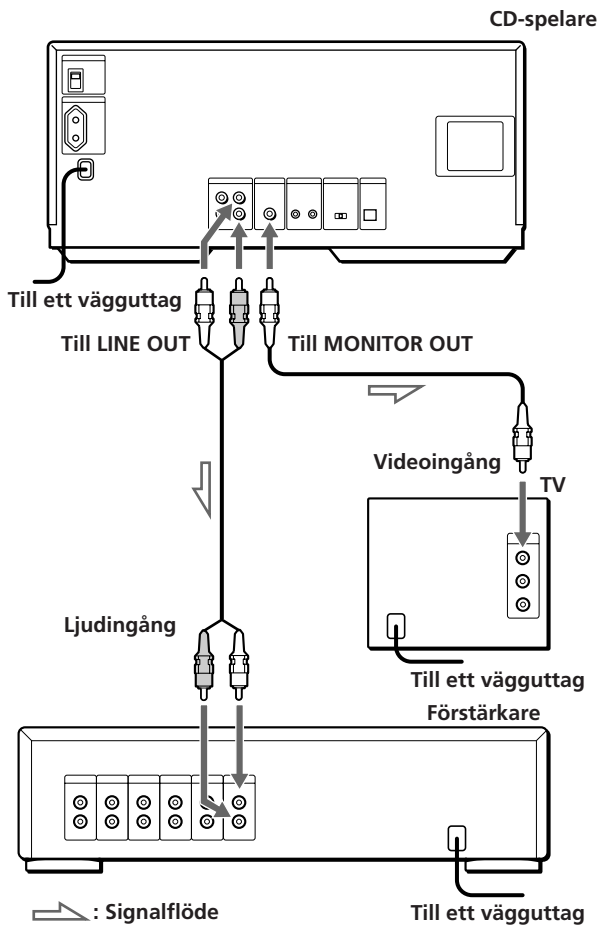 CD-spelare
Till ett vägguttag
Till LINE OUT
Till MONITOR OUT
Videoingång
TV
Ljudingång
Till ett vägguttag
Förstärkare
: Signalflöde
Till ett vägguttag